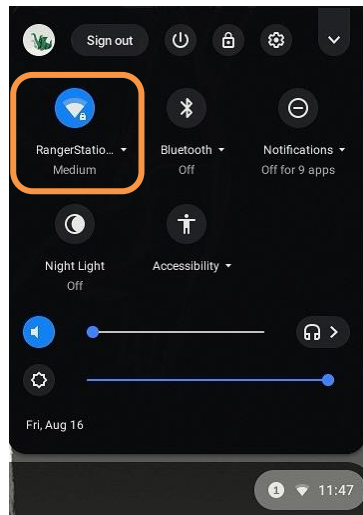 Sign out
RangerStatio...
Medium
Bluetooth
Off
Notifications
Off for 9 apps
Night Light
Off
Accessibility
Fri, Aug 16
1
11:47